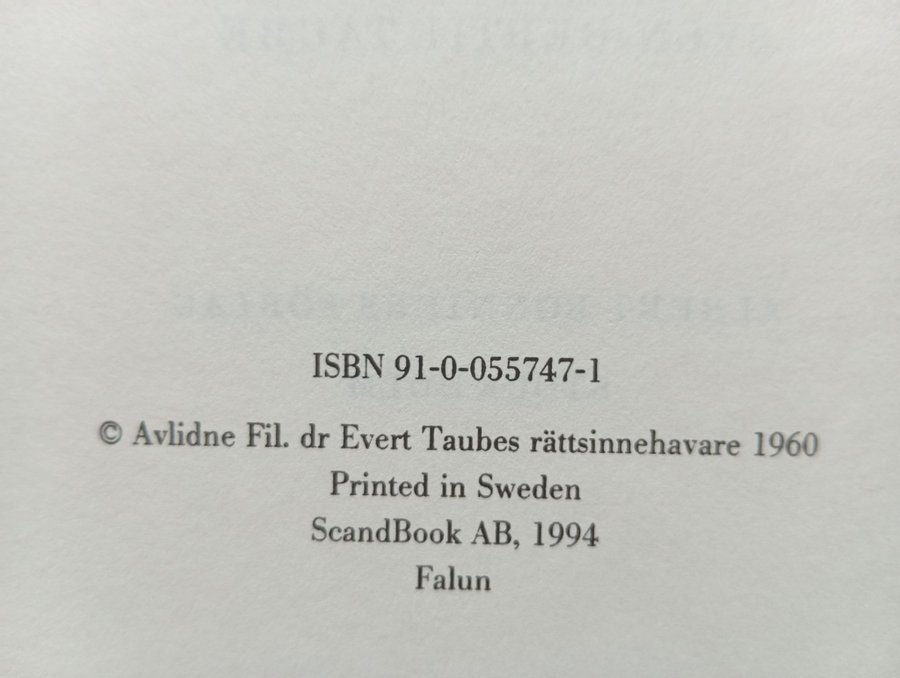 ISBN 91-0-055747-1
© Avlidne Fil. dr Evert Taubes rättsinnehavare 1960
Printed in Sweden
ScandBook AB, 1994
Falun